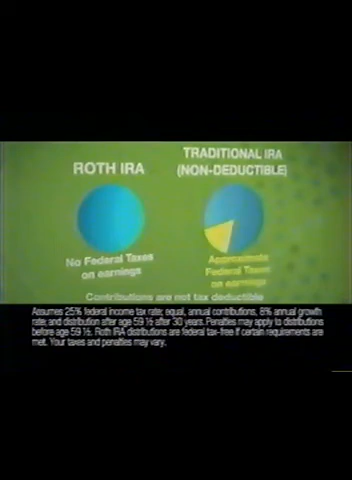 ROTH IRA
TRADITIONAL IRA
(NON-DEDUCTIBLE)
No Federal Taxes
on earnings
Approximate
Federal Taxes
on earnings
Contributions are not tax deductible
Assumes 25% federal income tax rate; equal, annual contributions, 8% annual growth
rate; and distribution after age 59 ½ after 30 years. Penalties may apply to distributions
before age 59 ½. Roth IRA distributions are federal tax-free if certain requirements are
met. Your taxes and penalties may vary.